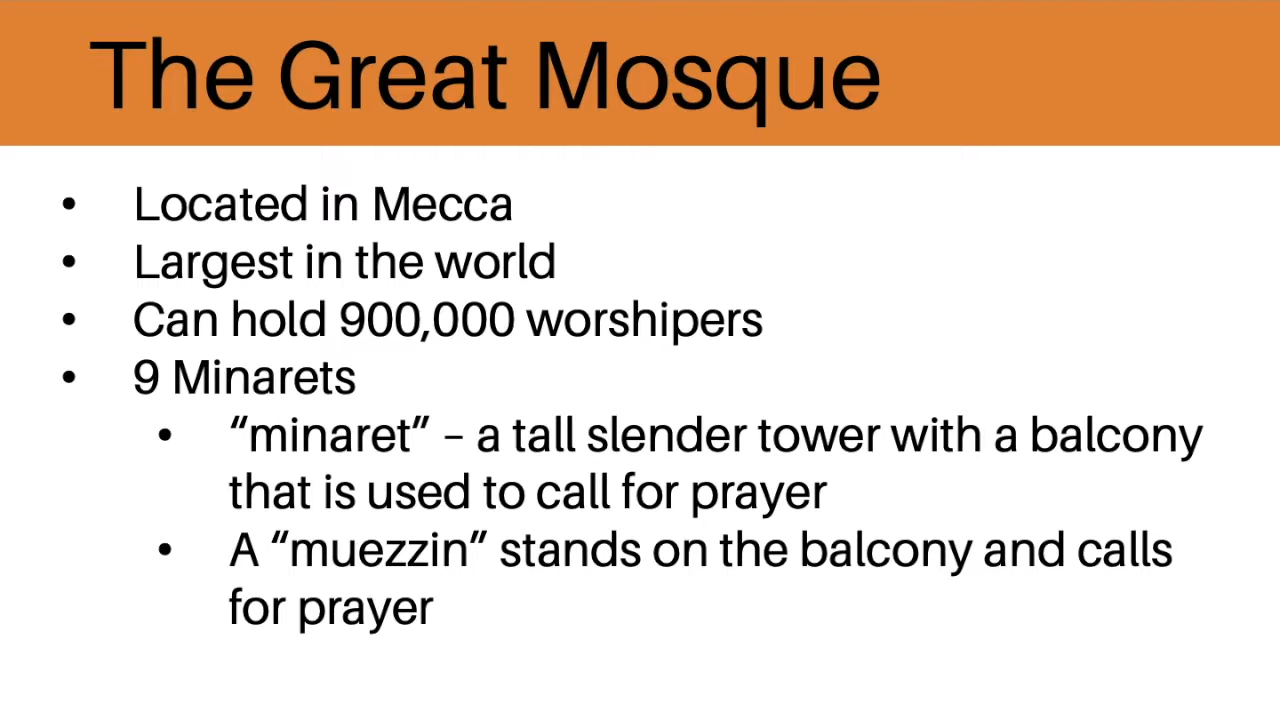 The Great Mosque
• Located in Mecca
• Largest in the world
• Can hold 900,000 worshipers
• 9 Minarets
• “minaret” – a tall slender tower with a balcony
that is used to call for prayer
• A “muezzin” stands on the balcony and calls
for prayer